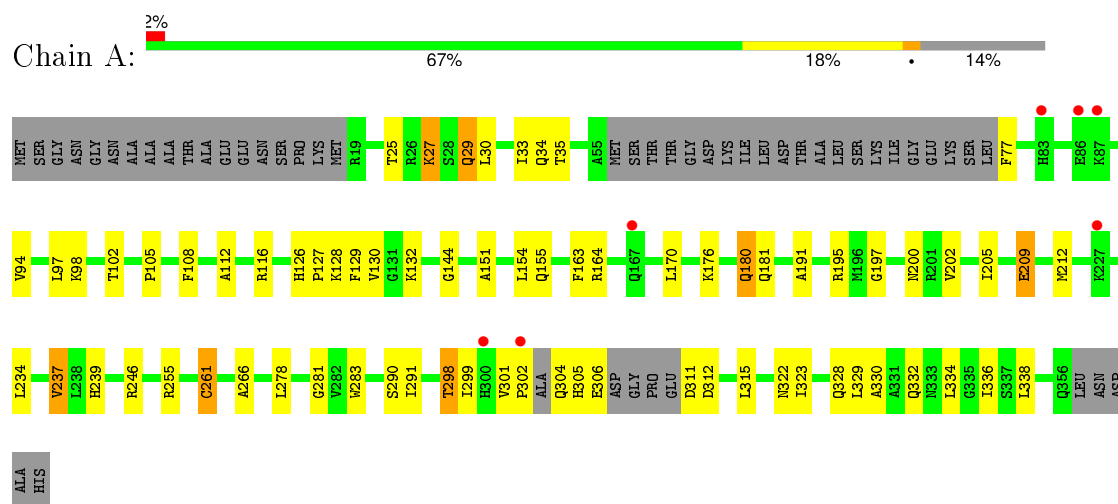 2%
Chain A:
67% 18% • 14%
MET SER GLY ASN GLY ASN ALA ALA ALA ALA THR ALA GLU GLU ASN SER PRO LYS MET R19 T25 R26 K27 S28 Q29 L30 I33 Q34 T35 A55 MET SER THR THR GLY ASP LYS ILE LEU ASP THR ALA LEU SER LYS ILE GLY GLU LYS SER LEU F77 H83 E86 K87
V94 L97 K98 T102 P105 F108 A112 R116 H126 P127 K128 F129 V130 G131 K132 G144 A151 L154 Q155 F163 R164 Q167 L170 K176 Q180 Q181 A191 R195 M196 G197 N200 R201 V202 I205 E209 M212 K227
L234 V237 L238 H239 R246 R255 C261 A266 L278 G281 V282 W283 S290 I291 T298 I299 H300 V301 P302 ALA Q304 H305 E306 ASP GLY PRO GLU D311 D312 L315 N322 I323 Q328 L329 A330 A331 Q332 N333 L334 G335 I336 S337 L338 Q356 LEU ASN ASP
ALA HIS